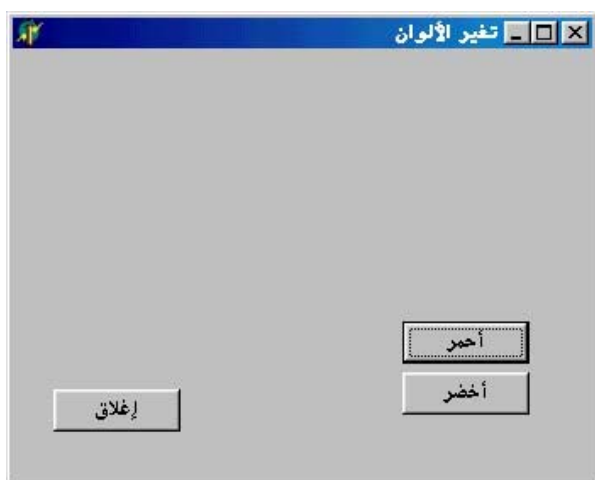 تغير الألوان
أحمر
أخضر
إغلاق